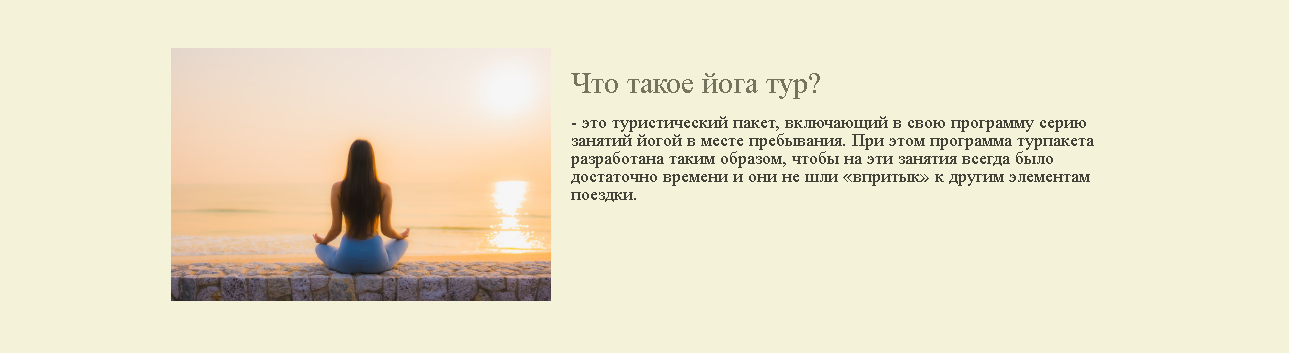 Что такое йога тур?
- это туристический пакет, включающий в свою программу серию
занятий йогой в месте пребывания. При этом программа турпакета
разработана таким образом, чтобы на эти занятия всегда было
достаточно времени и они не шли «впритык» к другим элементам
поездки.